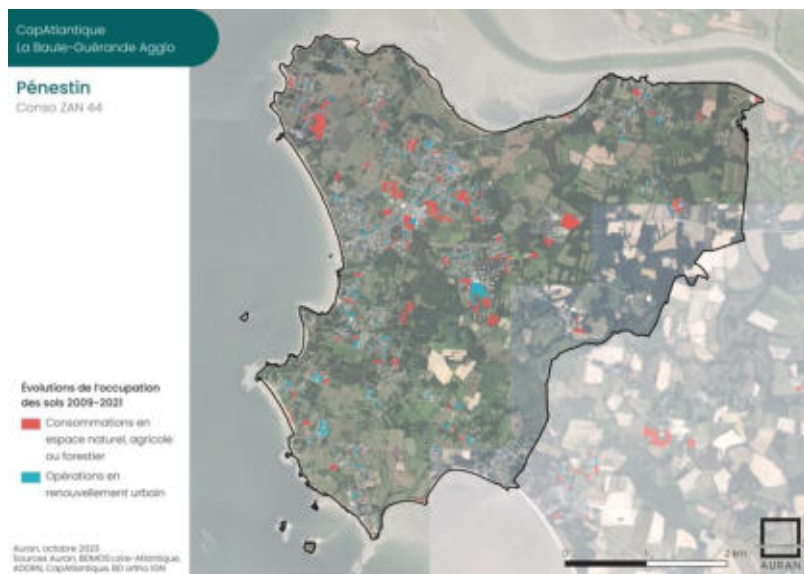 CapAtlantique
La Baule-Guérande Agglo
Pénestin
Conso ZAN 44
Évolutions de l'occupation
des sols 2009-2021
Consommations en
espace naturel, agricole
ou forestier
Opérations en
renouvellement urbain
Auran, octobre 2023
Sources Auran, BDMOS Loire-Atlantique,
ADDRN, CapAtlantique, BD ortho IGN
0 1 2 km
AURAN